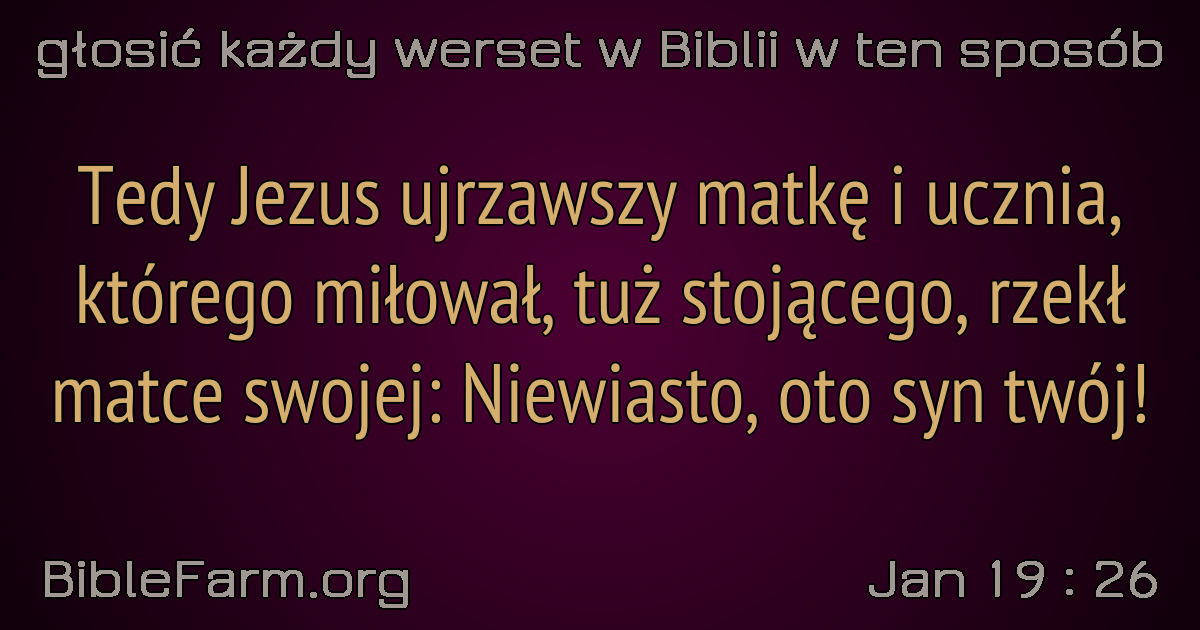 głosić każdy werset w Biblii w ten sposób
Tedy Jezus ujrzawszy matkę i ucznia,
którego miłował, tuż stojącego, rzekł
matce swojej: Niewiasto, oto syn twój!
BibleFarm.org
Jan 19 : 26